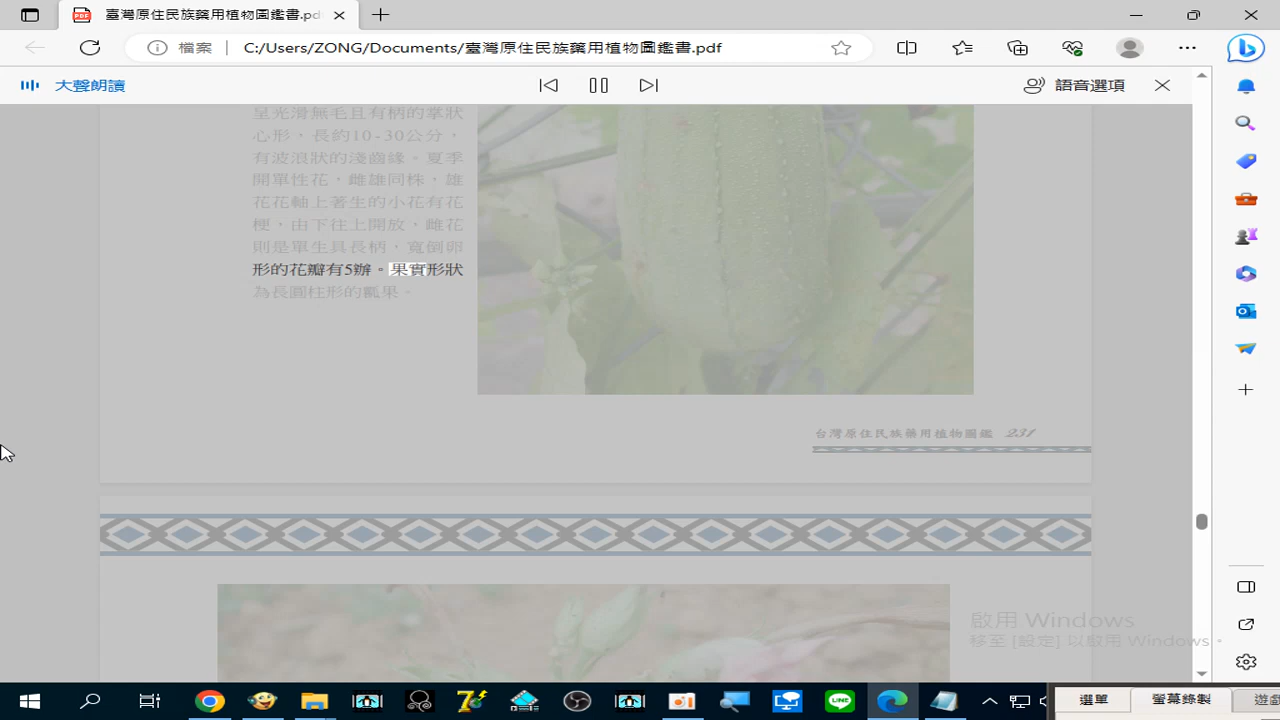 臺灣原住民族藥用植物圖鑑書.pd
檔案
C:/Users/ZONG/Documents/臺灣原住民族藥用植物圖鑑書.pdf
大聲朗讀
語音選項
呈光滑無毛且有柄的掌狀
心形，長約10-30公分，
有波浪狀的淺齒緣。夏季
開單性花，雌雄同株，雄
花花軸上著生的小花有花
梗，由下往上開放，雌花
則是單生具長柄，寬倒卵
形的花瓣有5辦。果實形狀
為長圓柱形的瓠果。
台灣原住民族藥用植物圖鑑 231
啟用 Windows
移至 [設定] 以啟用 Windows。
LINE
選單
螢幕錄製